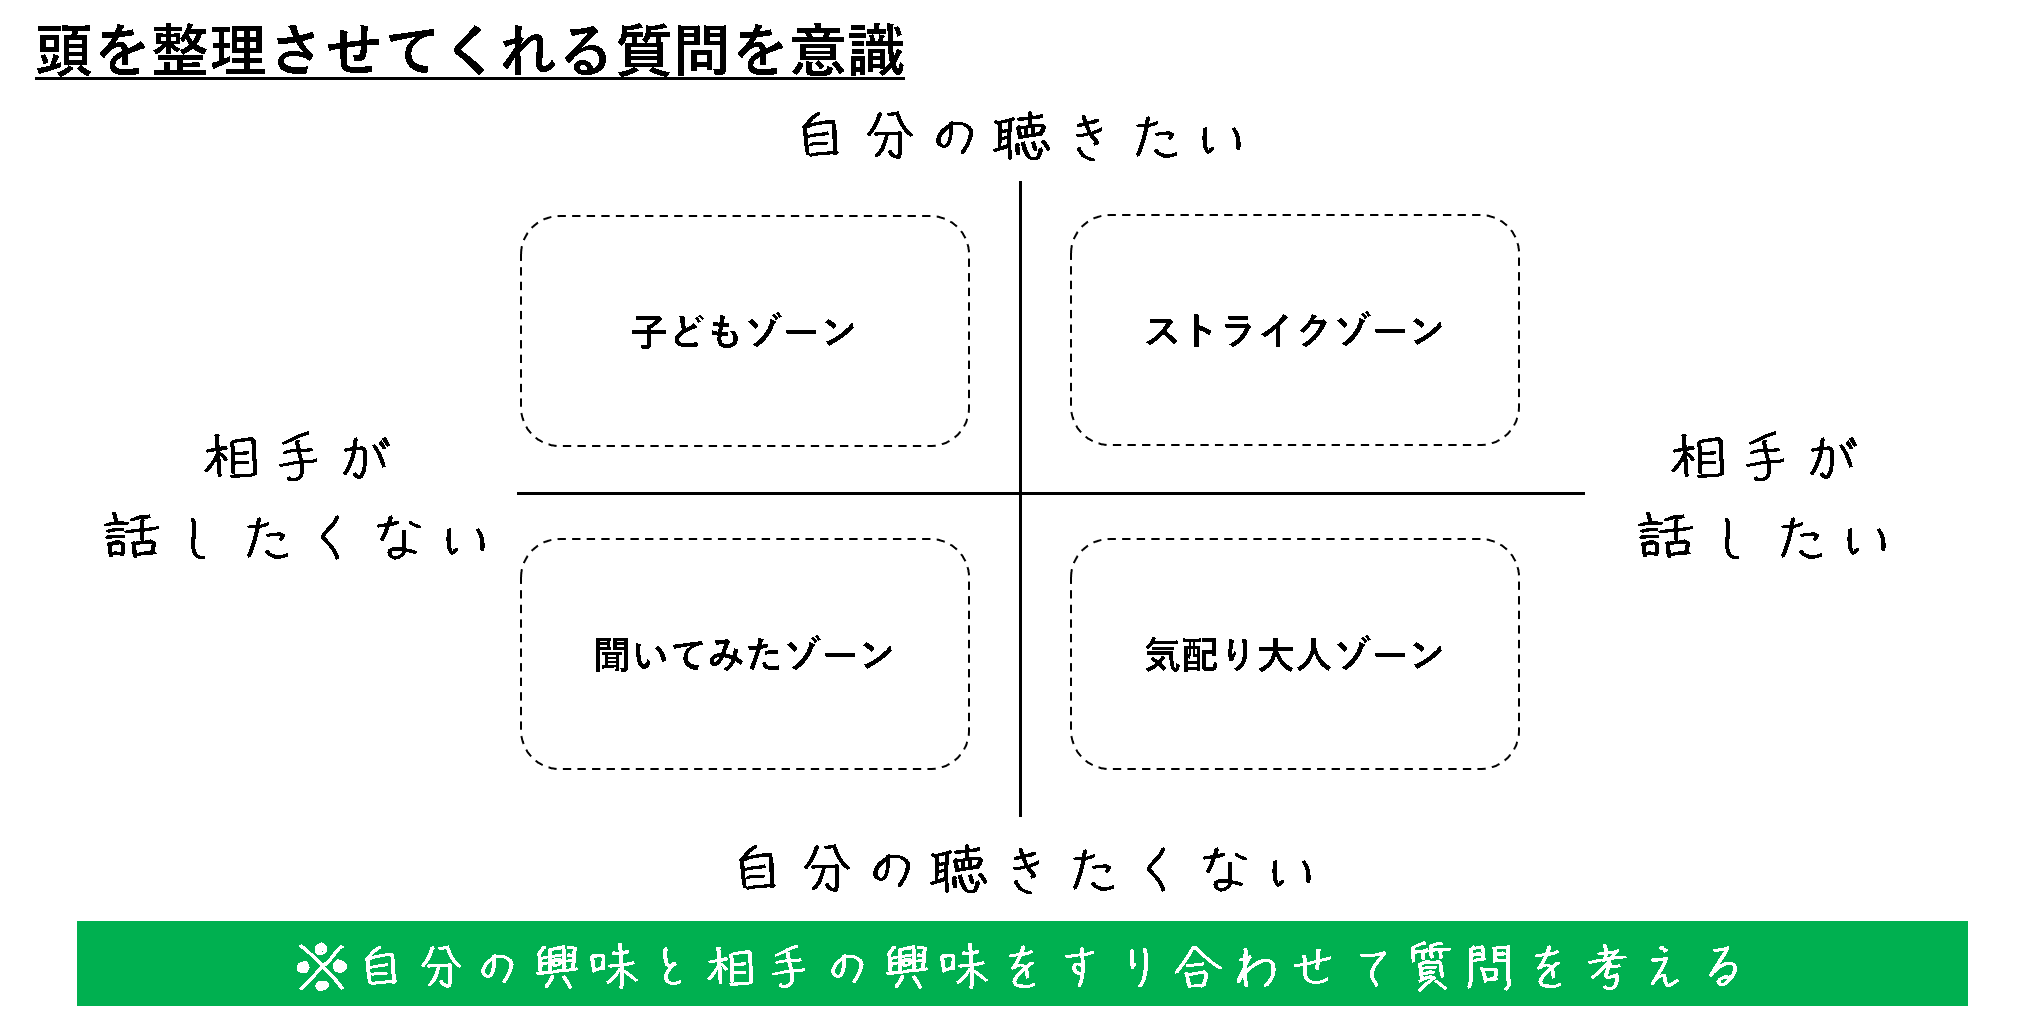 頭を整理させてくれる質問を意識
自分の聴きたい
子どもゾーン
ストライクゾーン
相手が
話したくない
相手が
話したい
聞いてみたゾーン
気配り大人ゾーン
自分の聴きたくない
※自分の興味と相手の興味をすり合わせて質問を考える